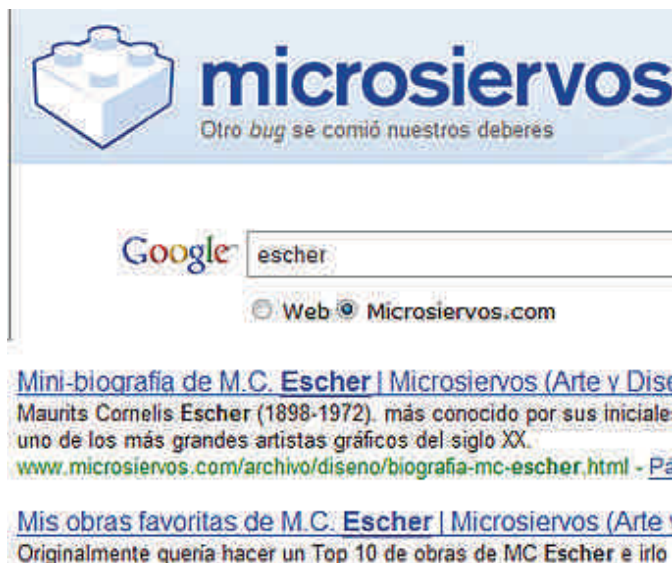 microsiervos
Otro bug se comió nuestros deberes
Google escher
Web Microsiervos.com
Mini-biografía de M.C. Escher | Microsiervos (Arte y Dise
Maurits Cornelis Escher (1898-1972), más conocido por sus iniciale
uno de los más grandes artistas gráficos del siglo XX.
www.microsiervos.com/archivo/diseno/biografia-mc-escher.html - Pá
Mis obras favoritas de M.C. Escher | Microsiervos (Arte
Originalmente quería hacer un Top 10 de obras de MC Escher e irlo